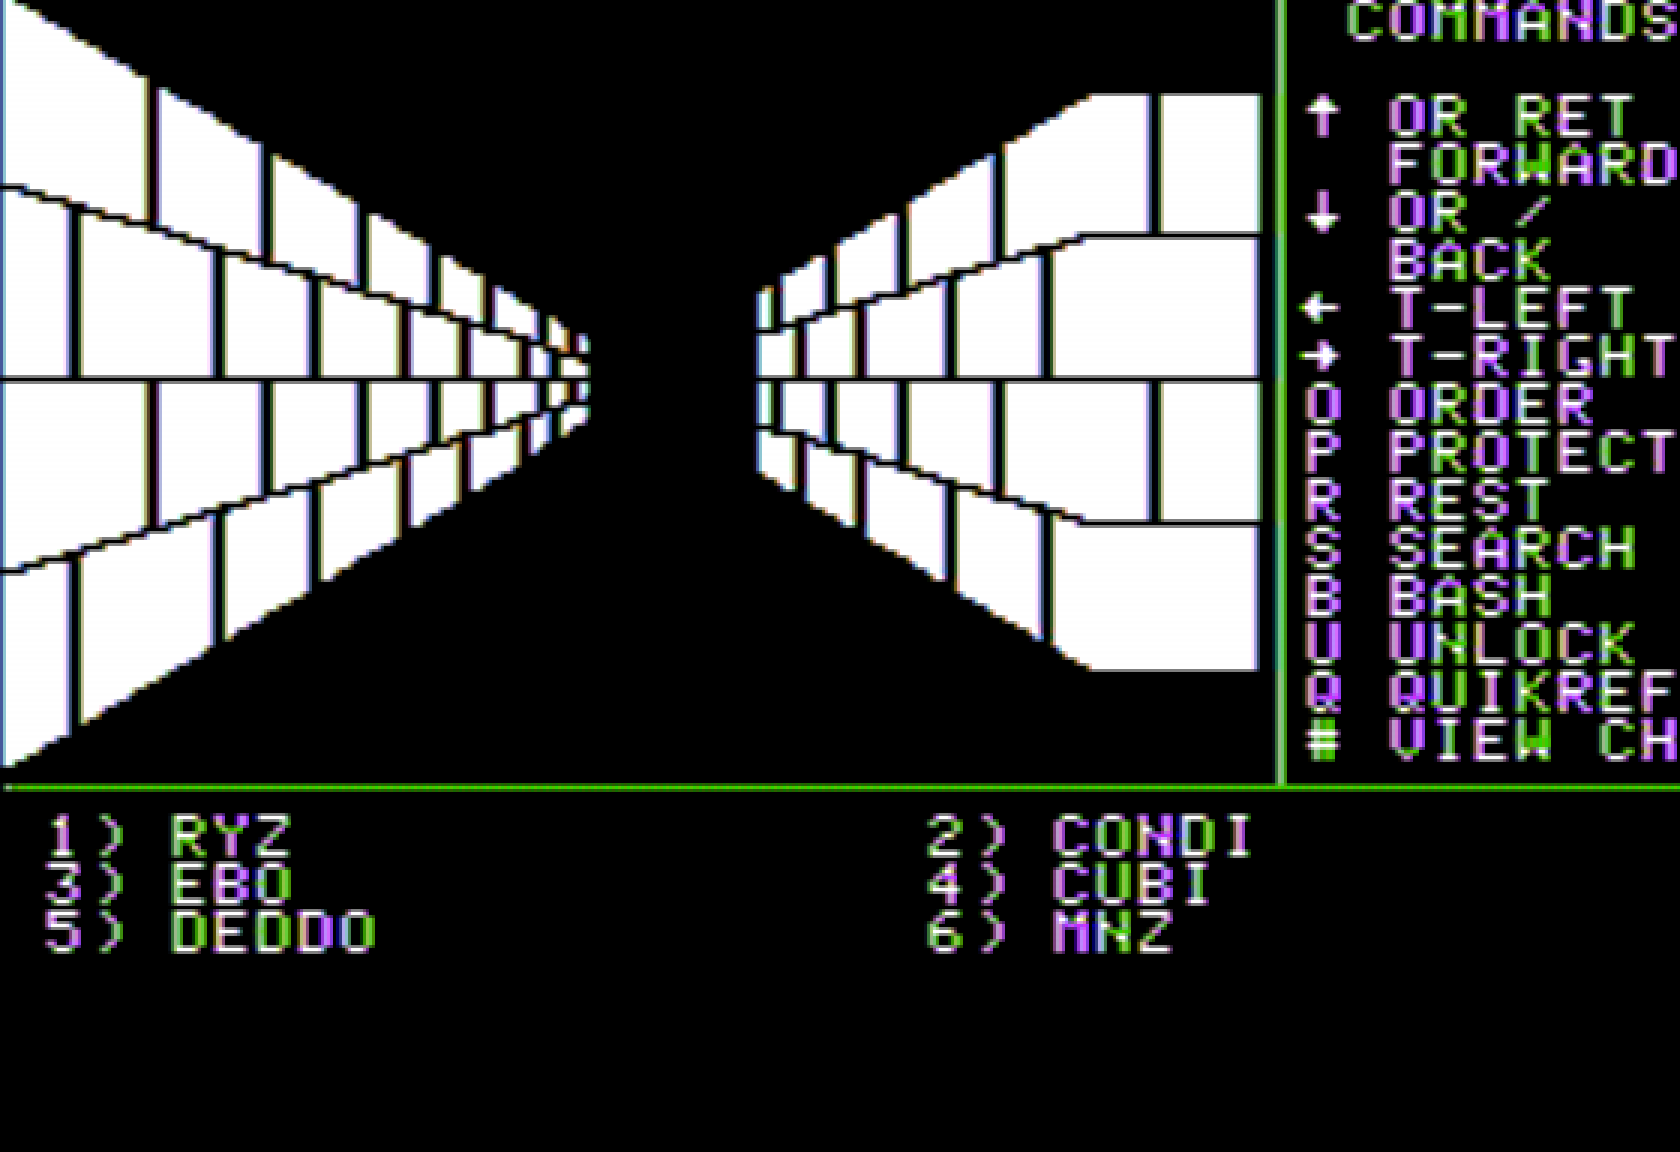 COMMANDS
↑ OR RET
FORWARD
↓ OR /
BACK
← T-LEFT
→ T-RIGHT
O ORDER
P PROTECT
R REST
S SEARCH
B BASH
U UNLOCK
Q QUIKREF
# VIEW CH
1) RYZ 2) CONDI
3) EBO 4) CUBI
5) DEDDO 6) MNZ